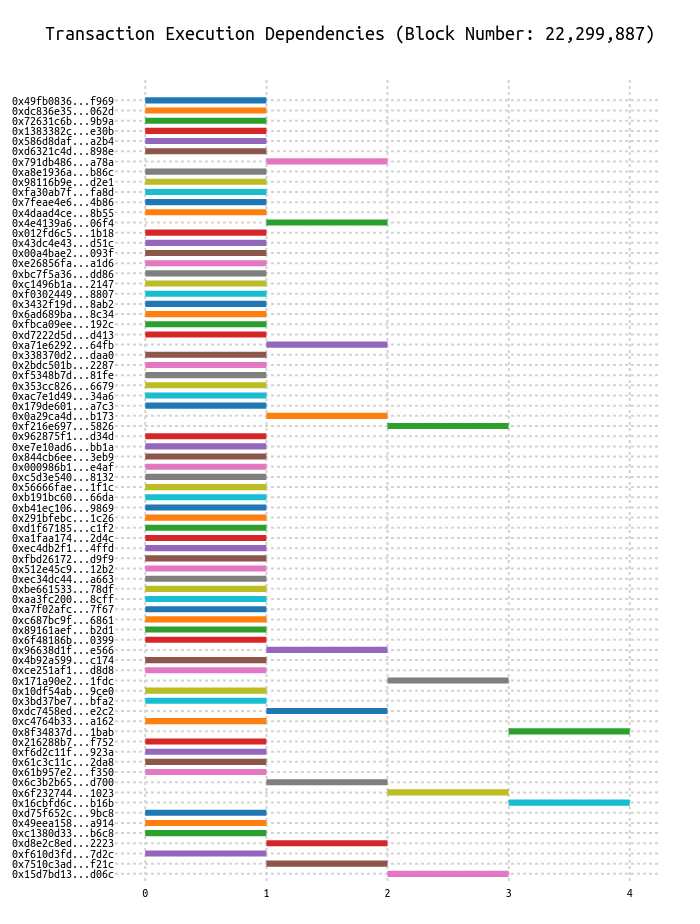 Transaction Execution Dependencies (Block Number: 22,299,887)
0x49fb0836...f969
0xdc836e35...062d
0x72631c6b...9b9a
0x1383382c...e30b
0x586d8daf...a2b4
0xd6321c4d...898e
0x791db486...a78a
0xa8e1936a...b86c
0x98116b9e...d2e1
0xfa30ab7f...fa8d
0x7feae4e6...4b86
0x4daad4ce...8b55
0x4e4139a6...06f4
0x012fd6c5...1b18
0x43dc4e43...d51c
0x00a4bae2...093f
0xe26856fa...a1d6
0xbc7f5a36...dd86
0xc1496b1a...2147
0xf0302449...8807
0x3432f19d...8ab2
0x6ad689ba...8c34
0xfbca09ee...192c
0xd7222d5d...d413
0xa71e6292...64fb
0x338370d2...daa0
0x2bdc501b...2287
0xf5348b7d...81fe
0x353cc826...6679
0xac7e1d49...34a6
0x179de601...a7c3
0x0a29ca4d...b173
0xf216e697...5826
0x962875f1...d34d
0xe7e10ad6...bb1a
0x844cb6ee...3eb9
0x000986b1...e4af
0xc5d3e540...8132
0x56666fae...1f1c
0xb191bc60...66da
0xb41ec106...9869
0x291bfebc...1c26
0xd1f67185...c1f2
0xa1faa174...2d4c
0xec4db2f1...4ffd
0xfbd26172...d9f9
0x512e45c9...12b2
0xec34dc44...a663
0xbe661533...78df
0xaa3fc200...8cff
0xa7f02afc...7f67
0xc687bc9f...6861
0x89161aef...b2d1
0x6f48186b...0399
0x96638d1f...e566
0x4b92a599...c174
0xce251af1...d8d8
0x171a90e2...1fdc
0x10df54ab...9ce0
0x3bd37be7...bfa2
0xdc7458ed...e2c2
0xc4764b33...a162
0x8f34837d...1bab
0x216288b7...f752
0xf6d2c11f...923a
0x61c3c11c...2da8
0x61b957e2...f350
0x6c3b2b65...d700
0x6f232744...1023
0x16cbfd6c...b16b
0xd75f652c...9bc8
0x49eea158...a914
0xc1380d33...b6c8
0xd8e2c8ed...2223
0xf610d3fd...7d2c
0x7510c3ad...f21c
0x15d7bd13...d06c
0 1 2 3 4